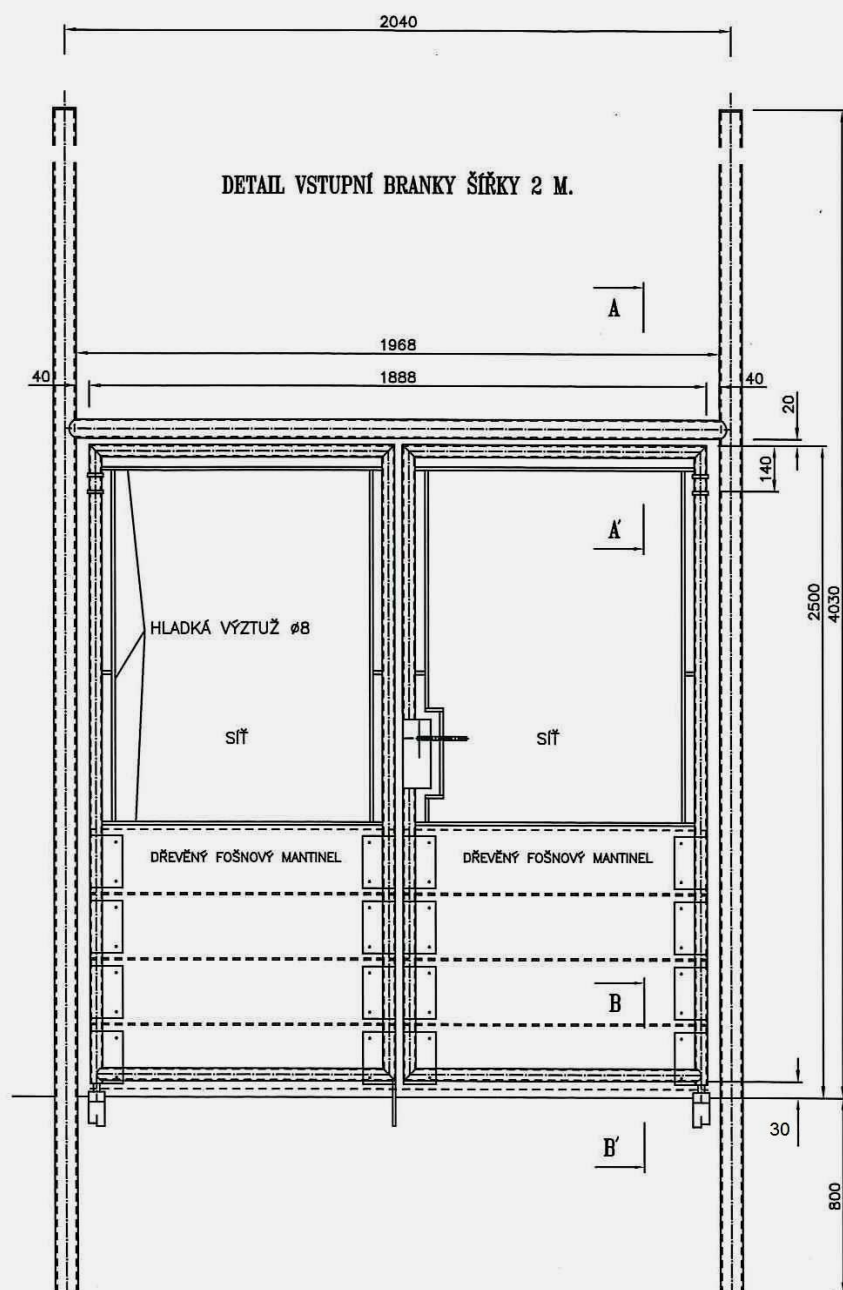 2040
DETAIL VSTUPNÍ BRANKY ŠÍŘKY 2 M.
A
1968
40
1888
40
20
140
A'
2500
4030
HLADKÁ VÝZTUŽ ø8
SÍŤ
SÍŤ
DŘEVĚNÝ FOŠNOVÝ MANTINEL
DŘEVĚNÝ FOŠNOVÝ MANTINEL
B
30
B'
800